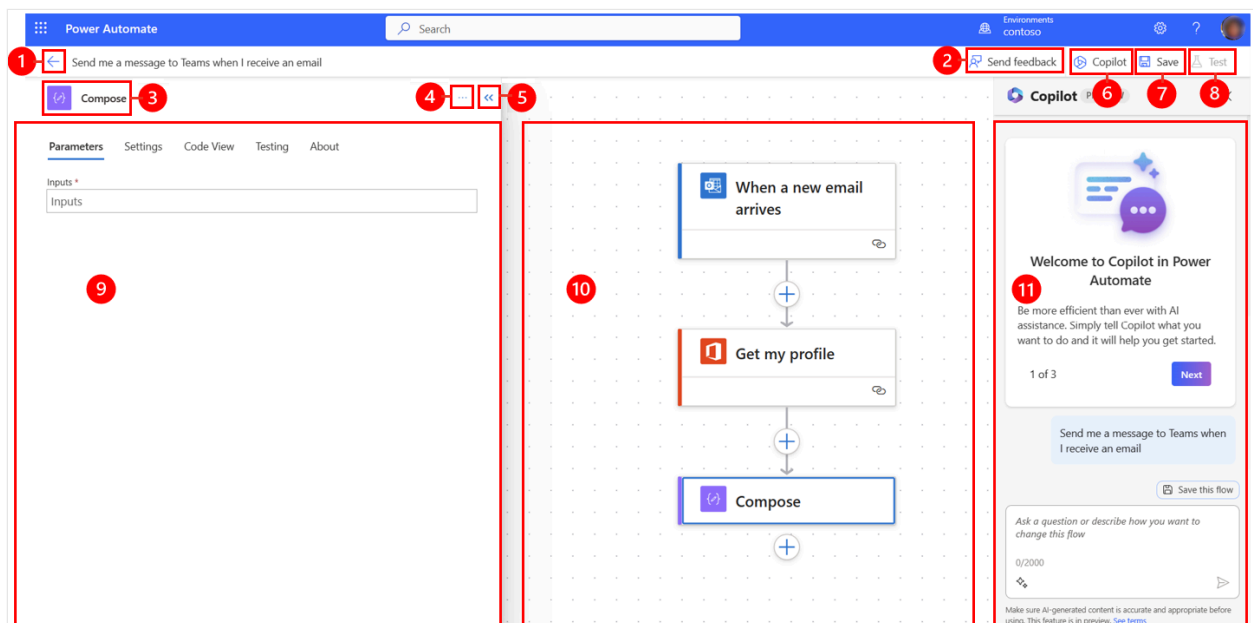 Power Automate
Search
Environments
contoso
?
1
Send me a message to Teams when I receive an email
2
Send feedback
Copilot
Save
Test
Compose
3
4
5
Copilot
6
7
8
Parameters Settings Code View Testing About
Inputs *
Inputs
9
When a new email
arrives
10
Get my profile
Compose
Welcome to Copilot in Power
Automate
11
Be more efficient than ever with AI
assistance. Simply tell Copilot what you
want to do and it will help you get started.
1 of 3
Next
Send me a message to Teams when
I receive an email
Save this flow
Ask a question or describe how you want to
change this flow
0/2000
Make sure AI-generated content is accurate and appropriate before
using. This feature is in preview. See terms